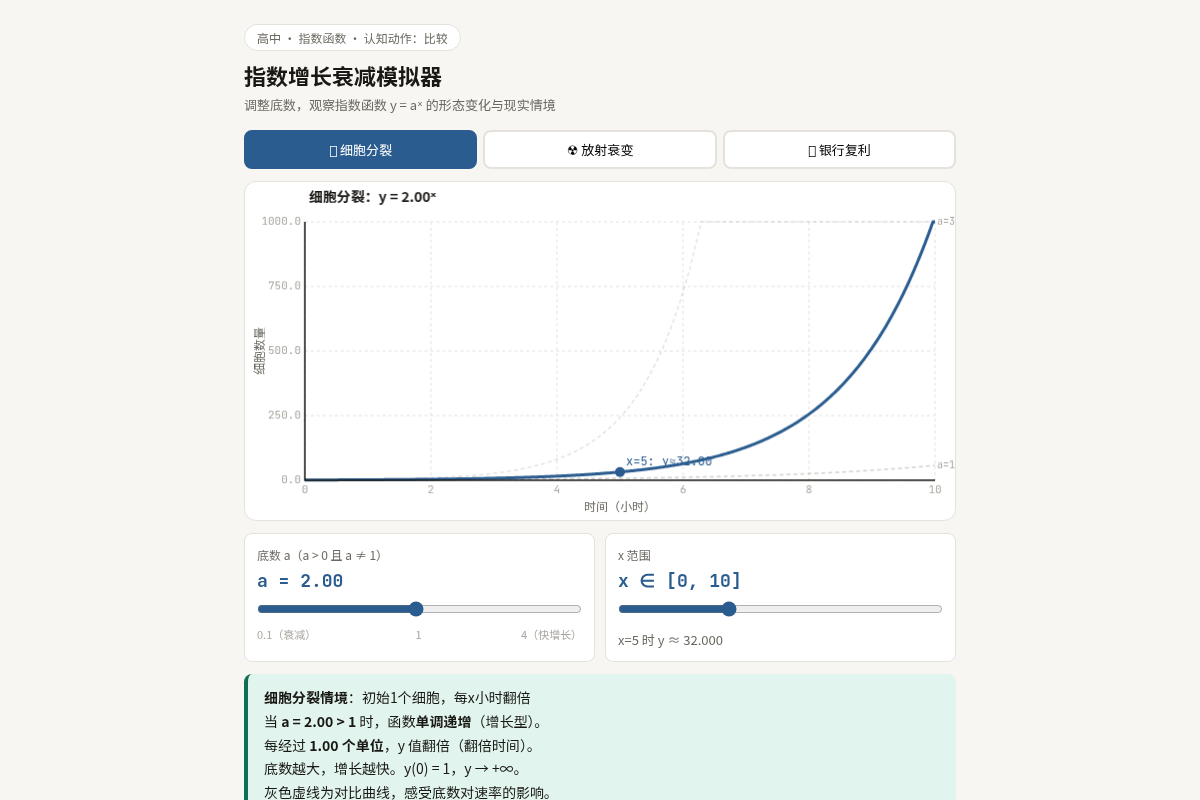 高中 · 指数函数 · 认知动作：比较
指数增长衰减模拟器
调整底数，观察指数函数 y = aˣ 的形态变化与现实情境
细胞分裂
☢ 放射衰变
银行复利
细胞分裂：y = 2.00ˣ
1000.0
750.0
500.0
250.0
0.0
细胞数量
a=3
a=1
x=5: y≈32.00
0 2 4 6 8 10
时间（小时）
底数 a（a > 0 且 a ≠ 1）
a = 2.00
0.1（衰减） 1 4（快增长）
x 范围
x ∈ [0, 10]
x=5 时 y ≈ 32.000
细胞分裂情境：初始1个细胞，每x小时翻倍
当 a = 2.00 > 1 时，函数单调递增（增长型）。
每经过 1.00 个单位，y 值翻倍（翻倍时间）。
底数越大，增长越快。y(0) = 1，y → +∞。
灰色虚线为对比曲线，感受底数对速率的影响。